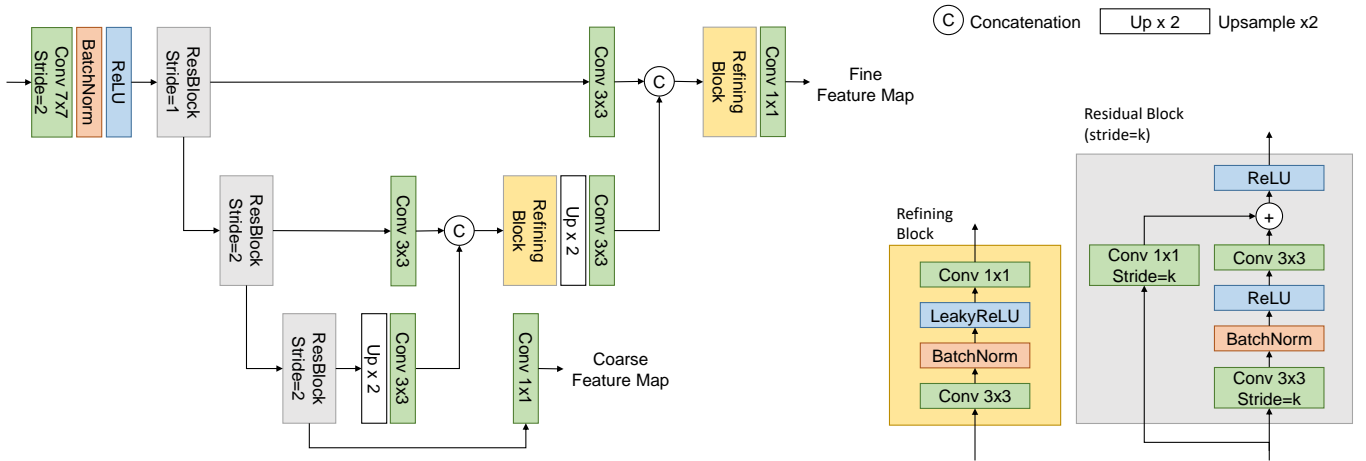 C Concatenation
Up x 2 Upsample x2
Conv 7x7
Stride=2
BatchNorm
ReLU
ResBlock
Stride=1
Conv 3x3
C
Refining
Block
Conv 1x1
Fine
Feature Map
ResBlock
Stride=2
Conv 3x3
C
Refining
Block
Up x 2
Conv 3x3
ResBlock
Stride=2
Up x 2
Conv 3x3
Conv 1x1
Coarse
Feature Map
Refining
Block
Conv 1x1
LeakyReLU
BatchNorm
Conv 3x3
Residual Block
(stride=k)
ReLU
+
Conv 1x1
Stride=k
Conv 3x3
ReLU
BatchNorm
Conv 3x3
Stride=k